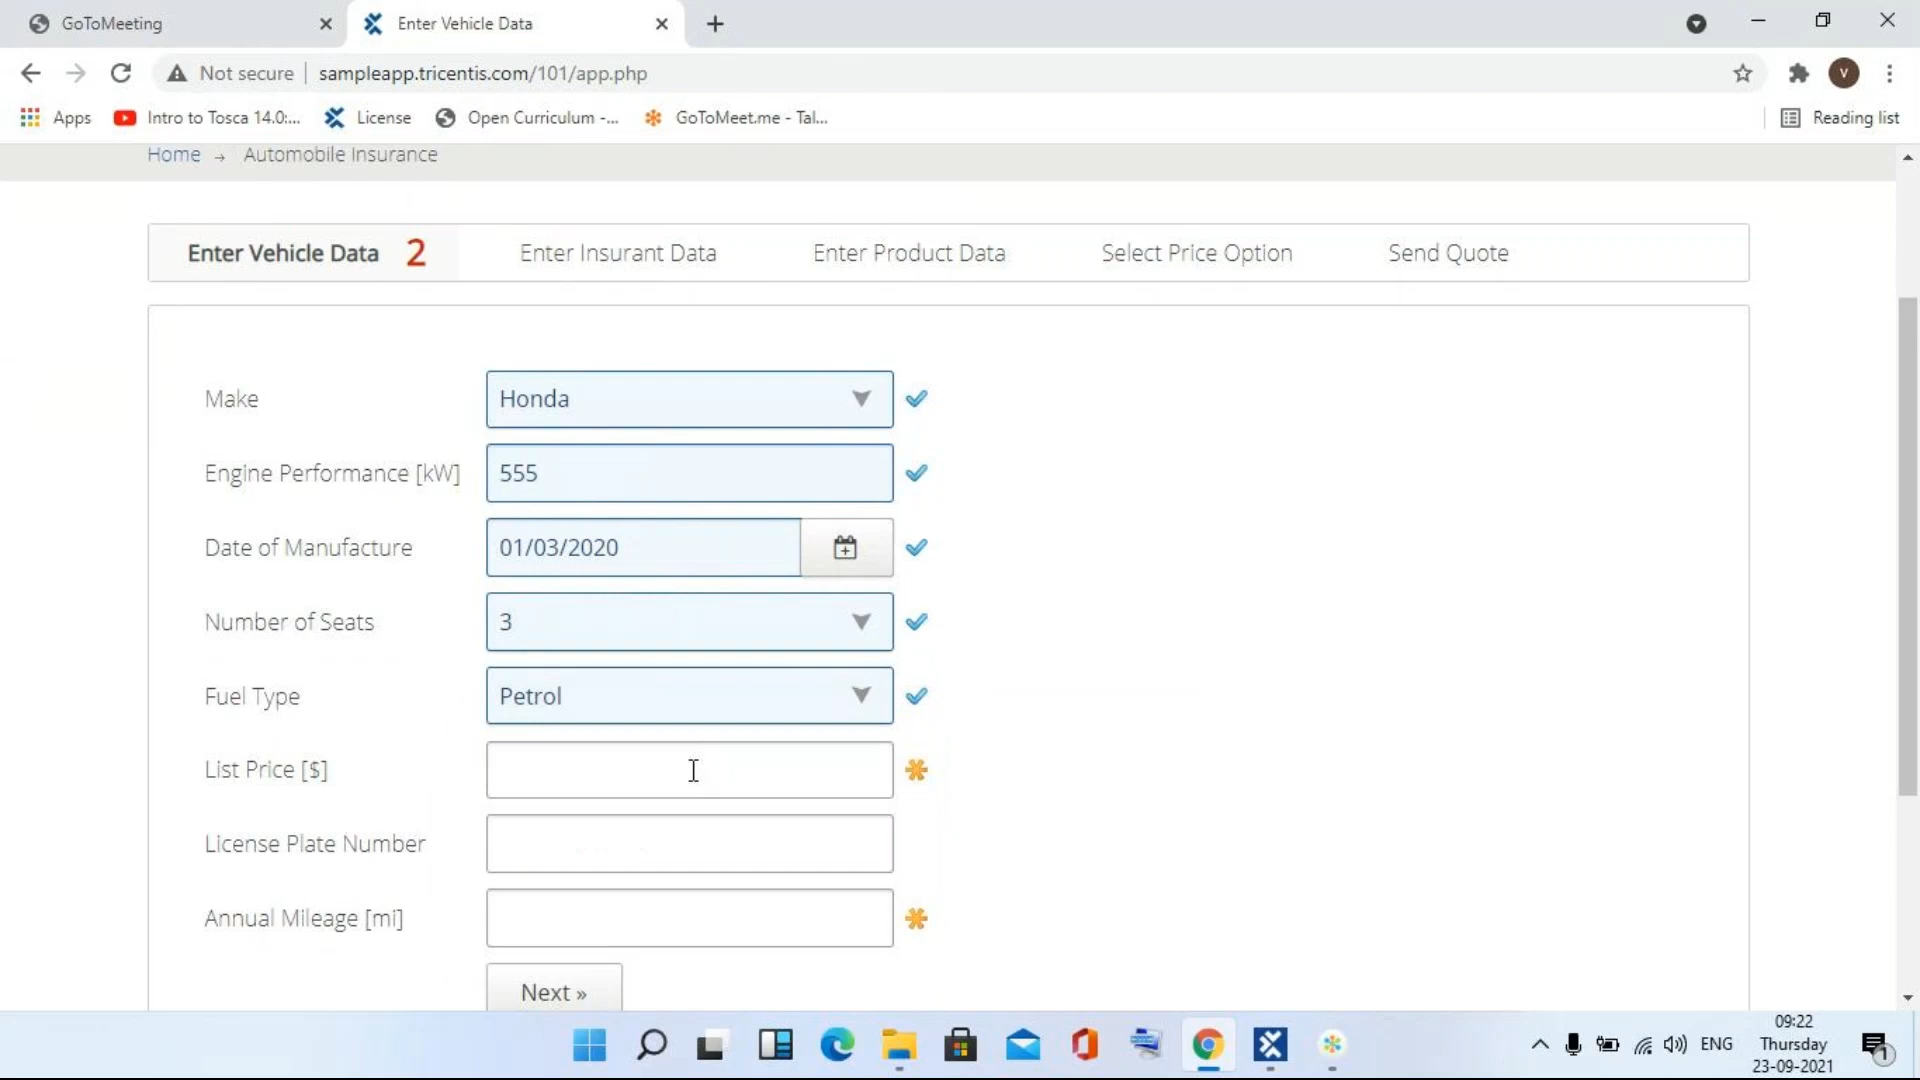 GoToMeeting
Enter Vehicle Data
Not secure sampleapp.tricentis.com/101/app.php
V
Apps Intro to Tosca 14.0:... License Open Curriculum -... GoToMeet.me - Tal... Reading list
Home → Automobile Insurance
Enter Vehicle Data 2 Enter Insurant Data Enter Product Data Select Price Option Send Quote
Make Honda
Engine Performance [kW] 555
Date of Manufacture 01/03/2020
Number of Seats 3
Fuel Type Petrol
List Price [$]
License Plate Number
Annual Mileage [mi]
Next »
ENG
09:22
Thursday
23-09-2021
1